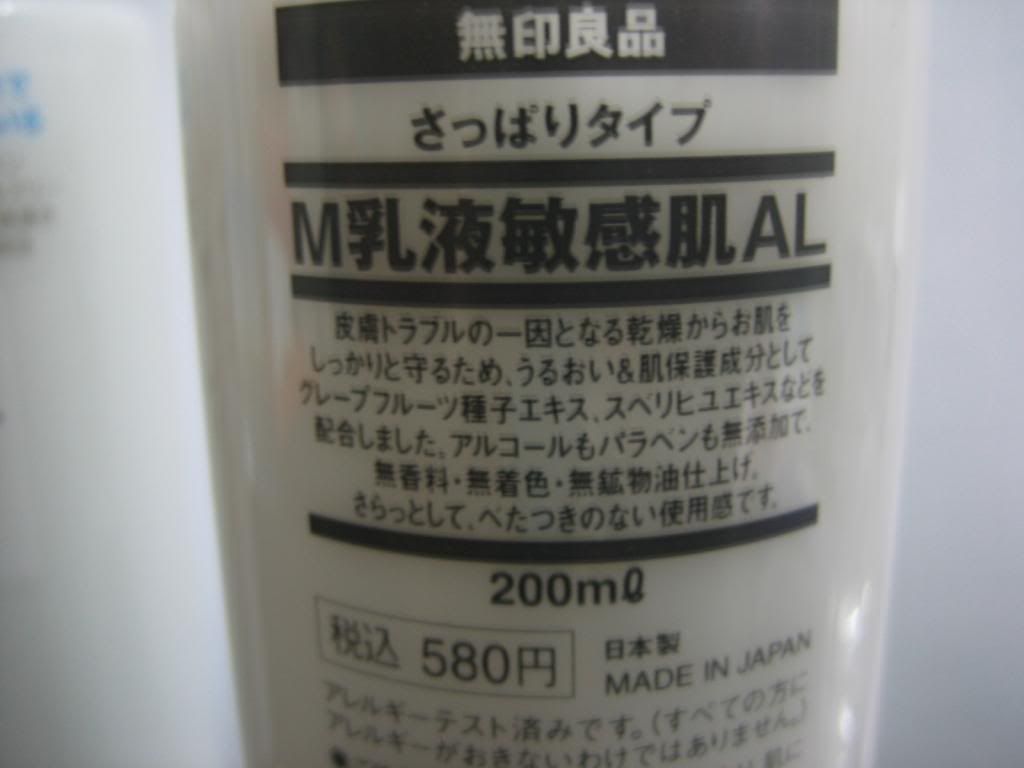 無印良品
さっぱりタイプ
M乳液敏感肌AL
皮膚トラブルの一因となる乾燥からお肌を
しっかりと守るため、うるおい&肌保護成分として
グレープフルーツ種子エキス、スベリヒユエキスなどを
配合しました。アルコールもパラベンも無添加で、
無香料・無着色・無鉱物油仕上げ。
さらっとして、べたつきのない使用感です。
200mℓ
税込 580円
日本製
MADE IN JAPAN
アレルギーテスト済みです。(すべての方に
アレルギーがおきないわけではありません。)